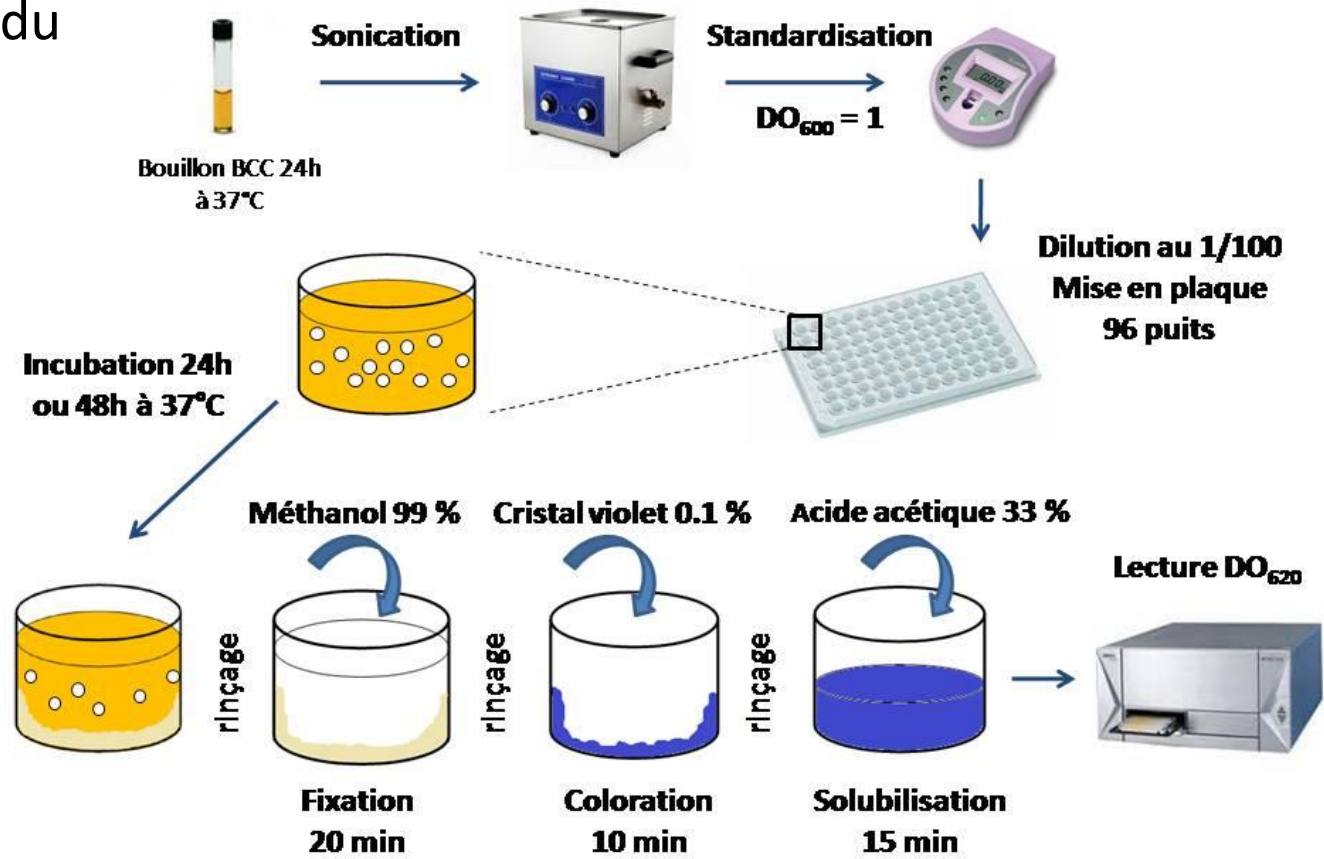 du
Sonication
Standardisation
DO600 = 1
Bouillon BCC 24h
à 37°C
Dilution au 1/100
Mise en plaque
96 puits
Incubation 24h
ou 48h à 37°C
Méthanol 99 %
Cristal violet 0.1 %
Acide acétique 33 %
Lecture DO620
rinçage
rinçage
rinçage
Fixation
20 min
Coloration
10 min
Solubilisation
15 min